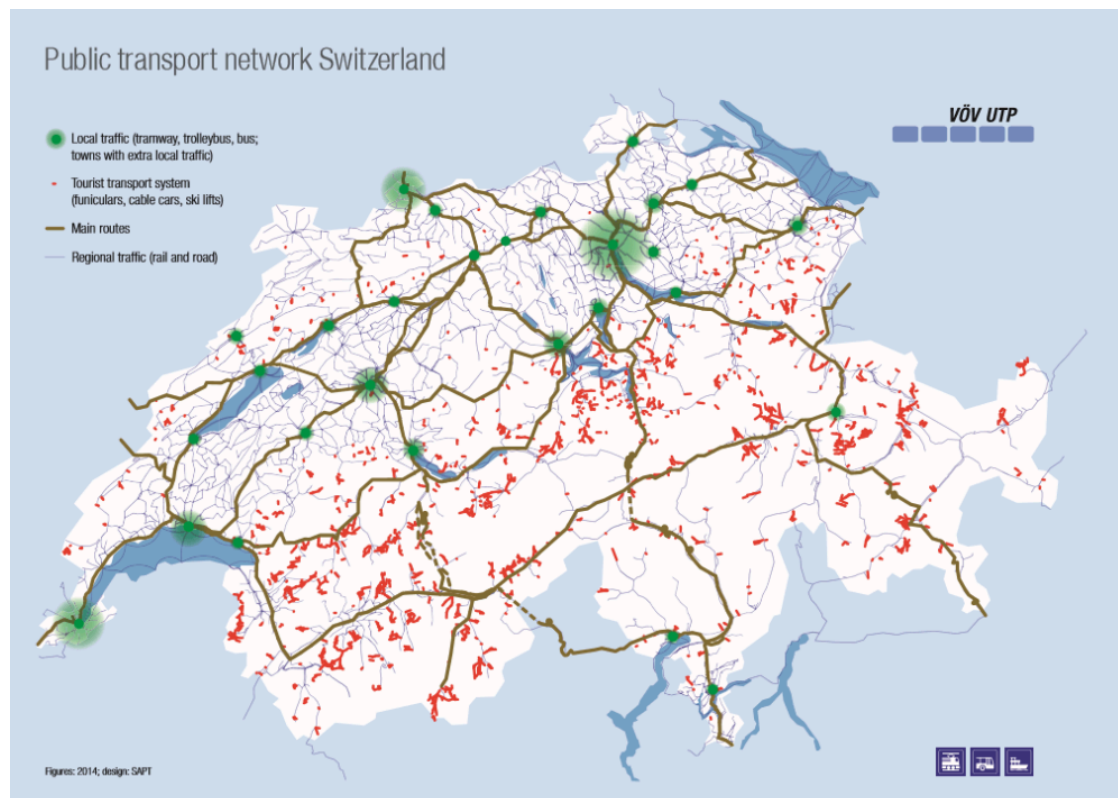 Public transport network Switzerland
VÖV UTP
Local traffic (tramway, trolleybus, bus;
towns with extra local traffic)
Tourist transport system
(funiculars, cable cars, ski lifts)
Main routes
Regional traffic (rail and road)
Figures: 2014; design: SAPT